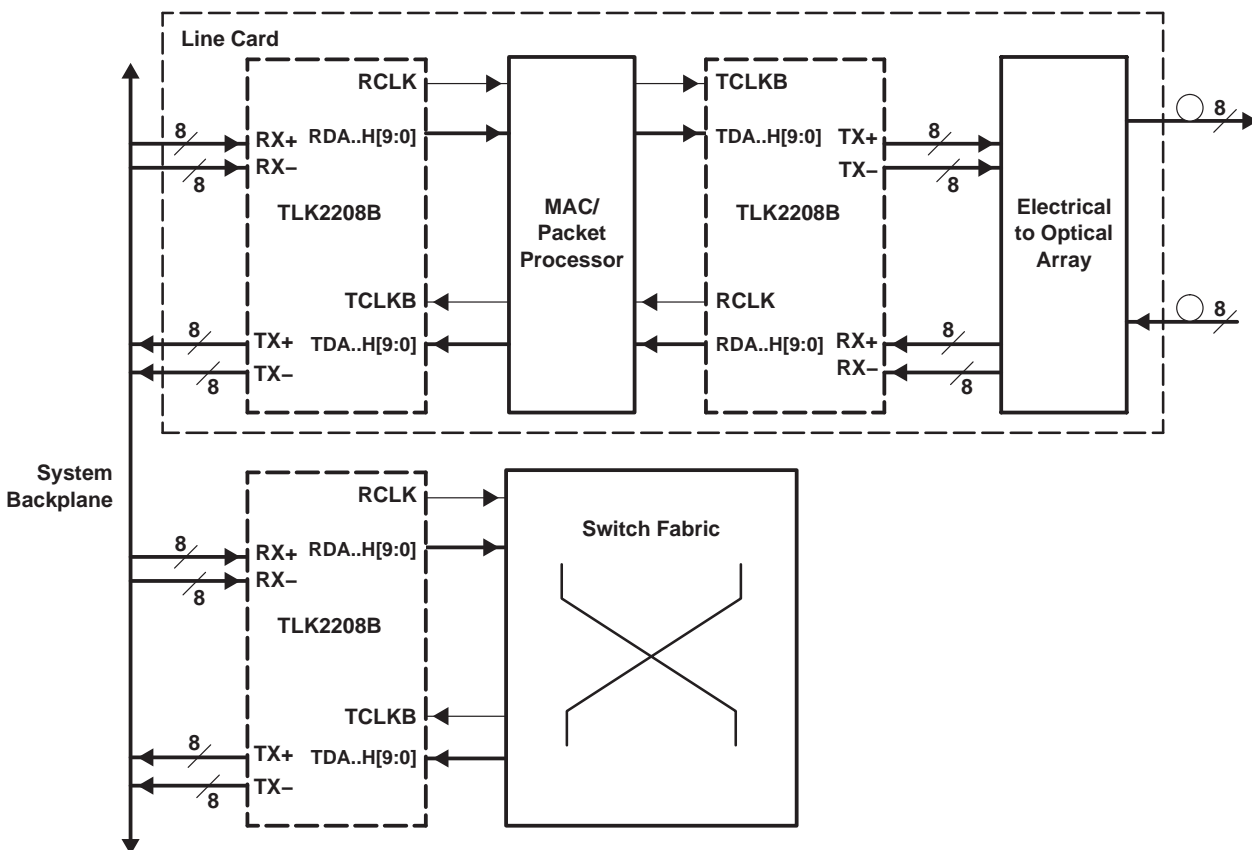 Line Card
RCLK
TCLKB
8
RX+
RDA..H[9:0]
TDA..H[9:0]
TX+
8
8
RX–
8
TX–
8
TLK2208B
MAC/
Packet
Processor
TLK2208B
Electrical
to Optical
Array
TCLKB
RCLK
8
8
TX+
TDA..H[9:0]
RDA..H[9:0]
RX+
8
TX–
8
RX–
8
System
Backplane
RCLK
Switch Fabric
8
RX+
RDA..H[9:0]
RX–
8
TLK2208B
TCLKB
8
TX+
TDA..H[9:0]
TX–
8